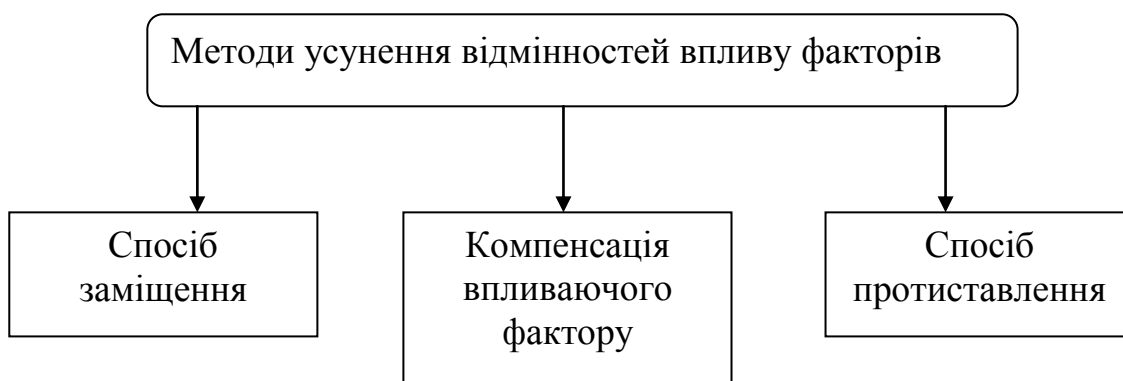 Методи усунення відмінностей впливу факторів
Спосіб
заміщення
Компенсація
впливаючого
фактору
Спосіб
протиставлення